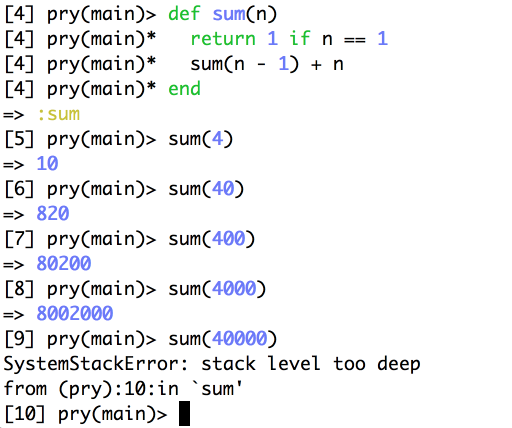 [4] pry(main)> def sum(n)
[4] pry(main)*   return 1 if n == 1
[4] pry(main)*   sum(n - 1) + n
[4] pry(main)* end
=> :sum
[5] pry(main)> sum(4)
=> 10
[6] pry(main)> sum(40)
=> 820
[7] pry(main)> sum(400)
=> 80200
[8] pry(main)> sum(4000)
=> 8002000
[9] pry(main)> sum(40000)
SystemStackError: stack level too deep
from (pry):10:in `sum'
[10] pry(main)>